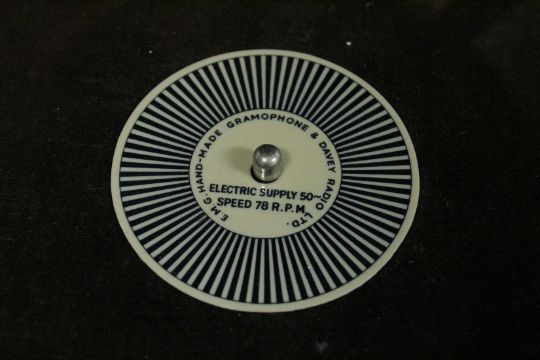 E.M.G. HAND-MADE GRAMOPHONE & DAVEY RADIO LTD.
ELECTRIC SUPPLY 50~
SPEED 78 R.P.M.